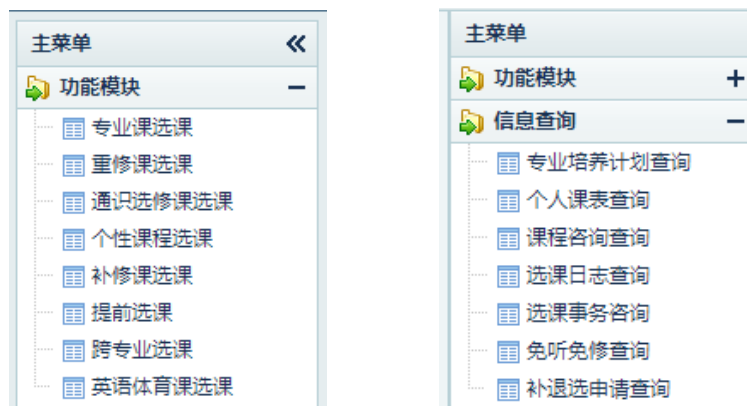 主菜单
功能模块
专业课选课
重修课选课
通识选修课选课
个性课程选课
补修课选课
提前选课
跨专业选课
英语体育课选课
主菜单
功能模块
信息查询
专业培养计划查询
个人课表查询
课程咨询查询
选课日志查询
选课事务咨询
免听免修查询
补退选申请查询